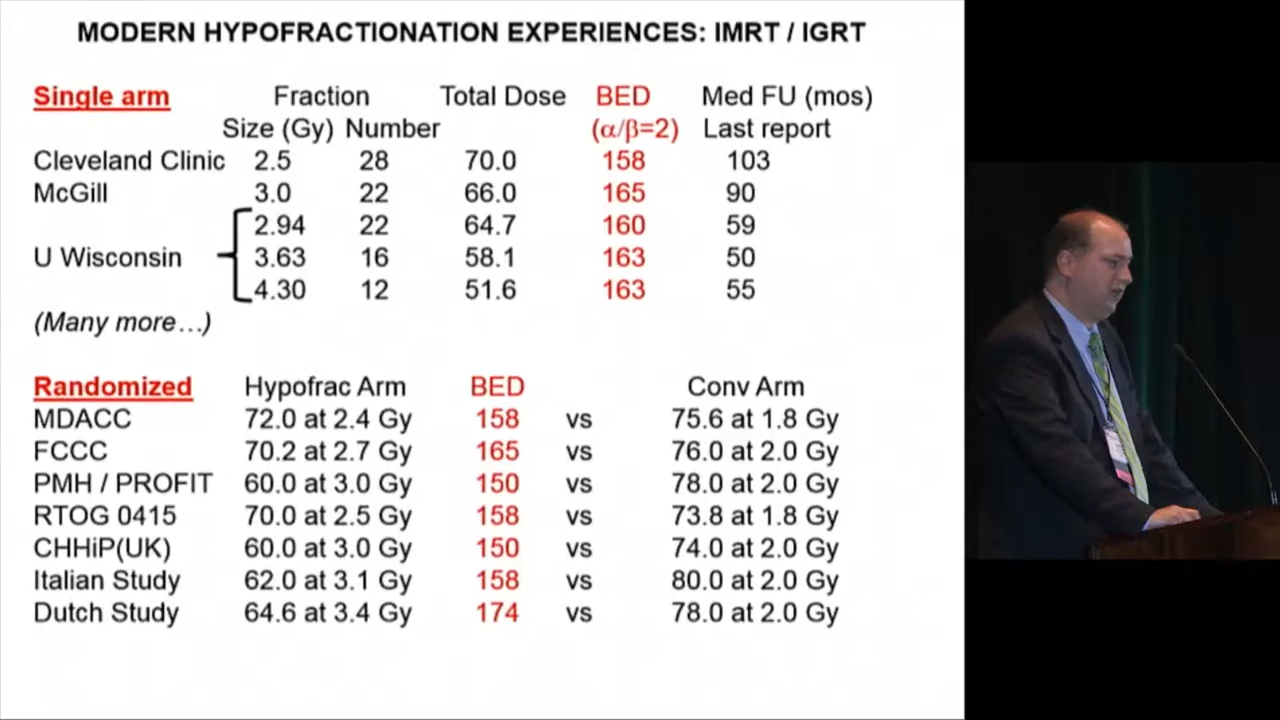 MODERN HYPOFRACTIONATION EXPERIENCES: IMRT / IGRT
Single arm Fraction Total Dose BED Med FU (mos)
Size (Gy) Number (α/β=2) Last report
Cleveland Clinic 2.5 28 70.0 158 103
McGill 3.0 22 66.0 165 90
2.94 22 64.7 160 59
U Wisconsin 3.63 16 58.1 163 50
4.30 12 51.6 163 55
(Many more...)
Randomized Hypofrac Arm BED Conv Arm
MDACC 72.0 at 2.4 Gy 158 vs 75.6 at 1.8 Gy
FCCC 70.2 at 2.7 Gy 165 vs 76.0 at 2.0 Gy
PMH / PROFIT 60.0 at 3.0 Gy 150 vs 78.0 at 2.0 Gy
RTOG 0415 70.0 at 2.5 Gy 158 vs 73.8 at 1.8 Gy
CHHiP(UK) 60.0 at 3.0 Gy 150 vs 74.0 at 2.0 Gy
Italian Study 62.0 at 3.1 Gy 158 vs 80.0 at 2.0 Gy
Dutch Study 64.6 at 3.4 Gy 174 vs 78.0 at 2.0 Gy